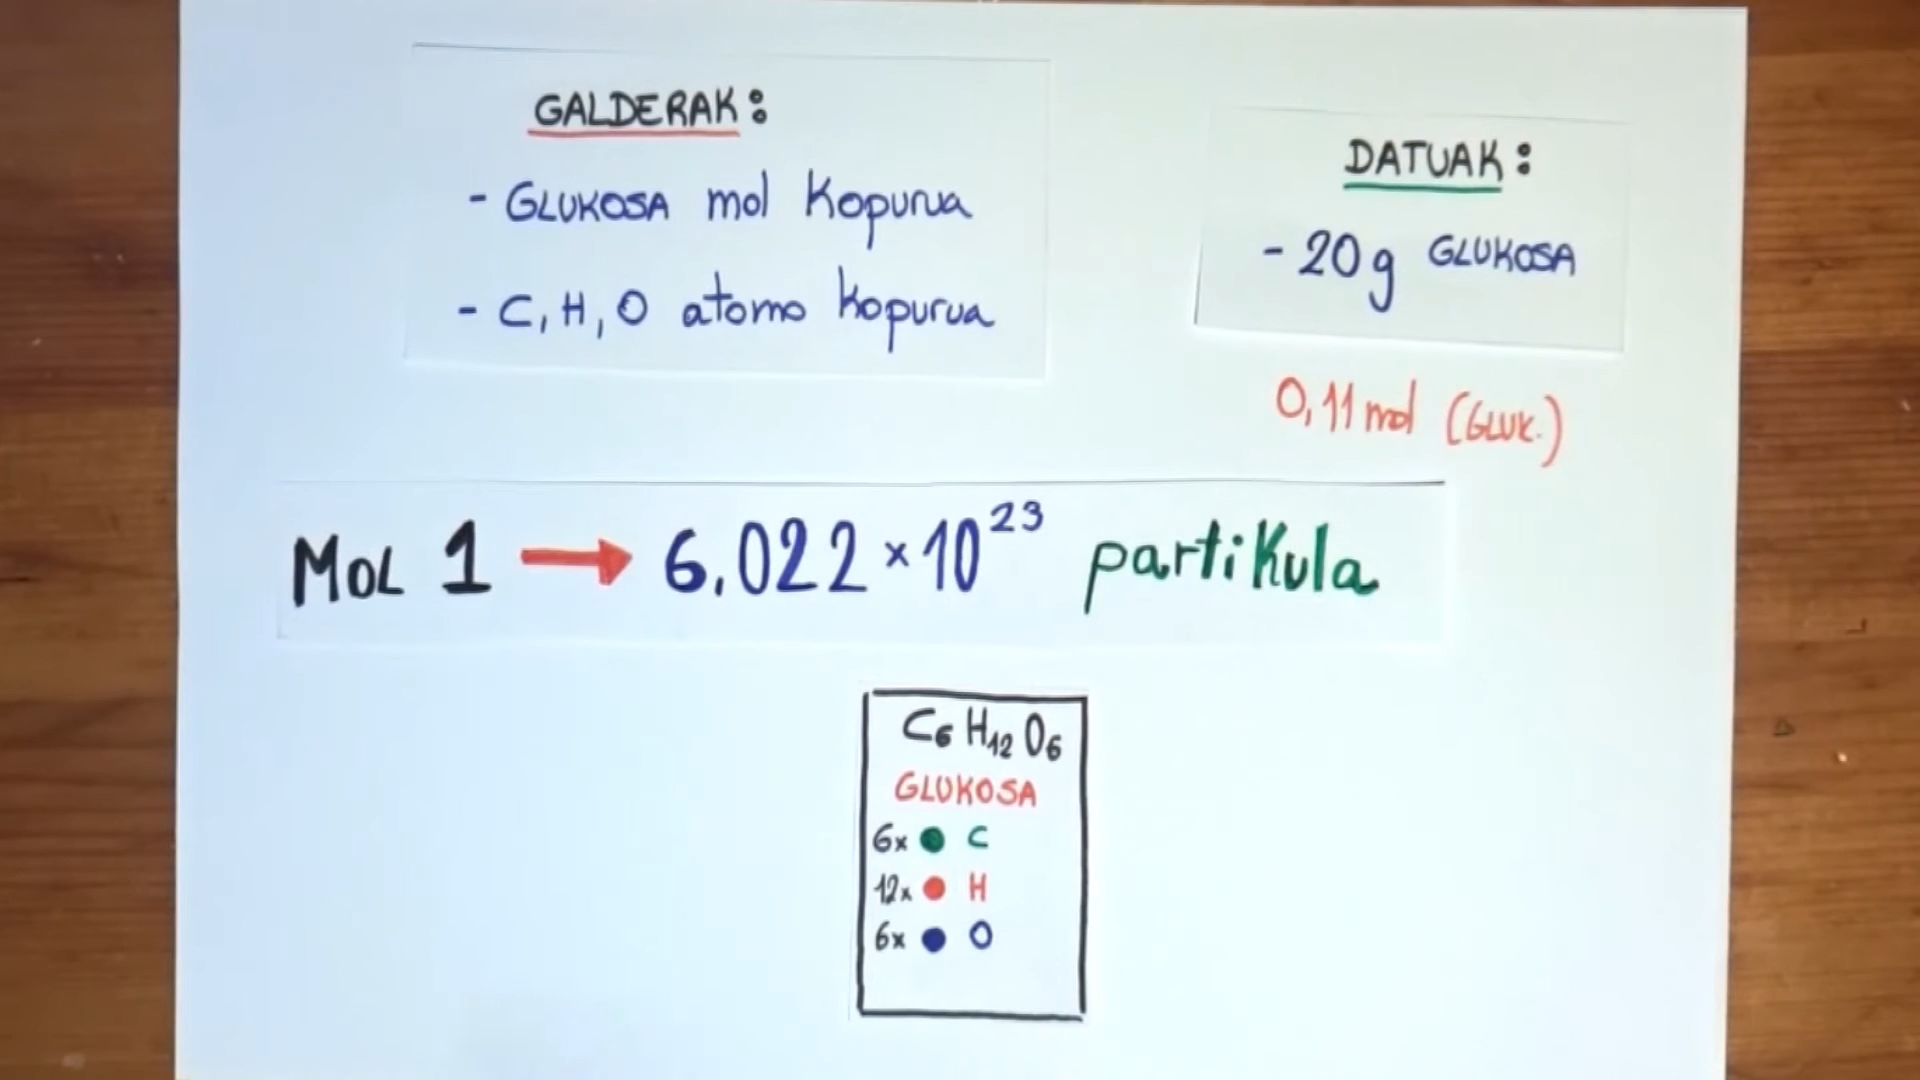 GALDERAK:
- GLUKOSA mol kopurua
- C, H, O atomo kopurua
DATUAK:
- 20g GLUKOSA
0,11 mol (GLUK.)
MOL 1 → 6.022 × 10²³ partikula
C₆ H₁₂ O₆
GLUKOSA
6x ● C
12x ● H
6x ● O